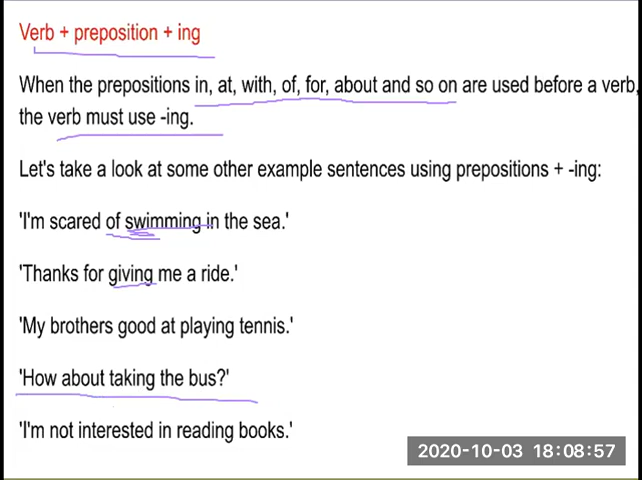 Verb + preposition + ing
When the prepositions in, at, with, of, for, about and so on are used before a verb,
the verb must use -ing.
Let's take a look at some other example sentences using prepositions + -ing:
'I'm scared of swimming in the sea.'
'Thanks for giving me a ride.'
'My brothers good at playing tennis.'
'How about taking the bus?'
'I'm not interested in reading books.'
2020-10-03 18:08:57